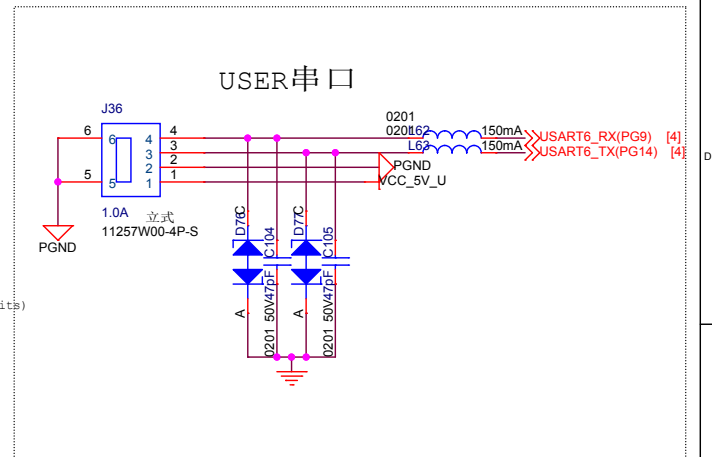 USER串口
J36
6 6 4 4
3 3
2 2
5 5 1 1
1.0A 立式
11257W00-4P-S
PGND
0201
0201 L62 150mA USART6_RX(PG9) [4]
L63 150mA USART6_TX(PG14) [4]
PGND
VCC_5V_U
D
D76 C
C104
D77 C
C105
A
0201 50V47pF
A
0201 50V47pF
its)